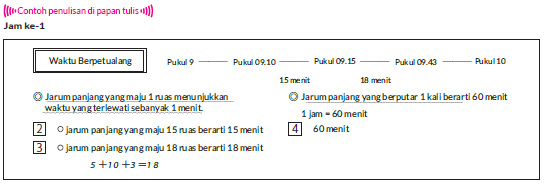 Contoh penulisan di papan tulis
Jam ke-1
Waktu Berpetualang
Pukul 9 Pukul 09.10 Pukul 09.15 Pukul 09.43 Pukul 10
15 menit 18 menit
◎ Jarum panjang yang maju 1 ruas menunjukkan
waktu yang terlewati sebanyak 1 menit.
2 ○ jarum panjang yang maju 15 ruas berarti 15 menit
3 ○ jarum panjang yang maju 18 ruas berarti 18 menit
5 + 10 + 3 = 18
◎ Jarum panjang yang berputar 1 kali berarti 60 menit
1 jam = 60 menit
4 60 menit